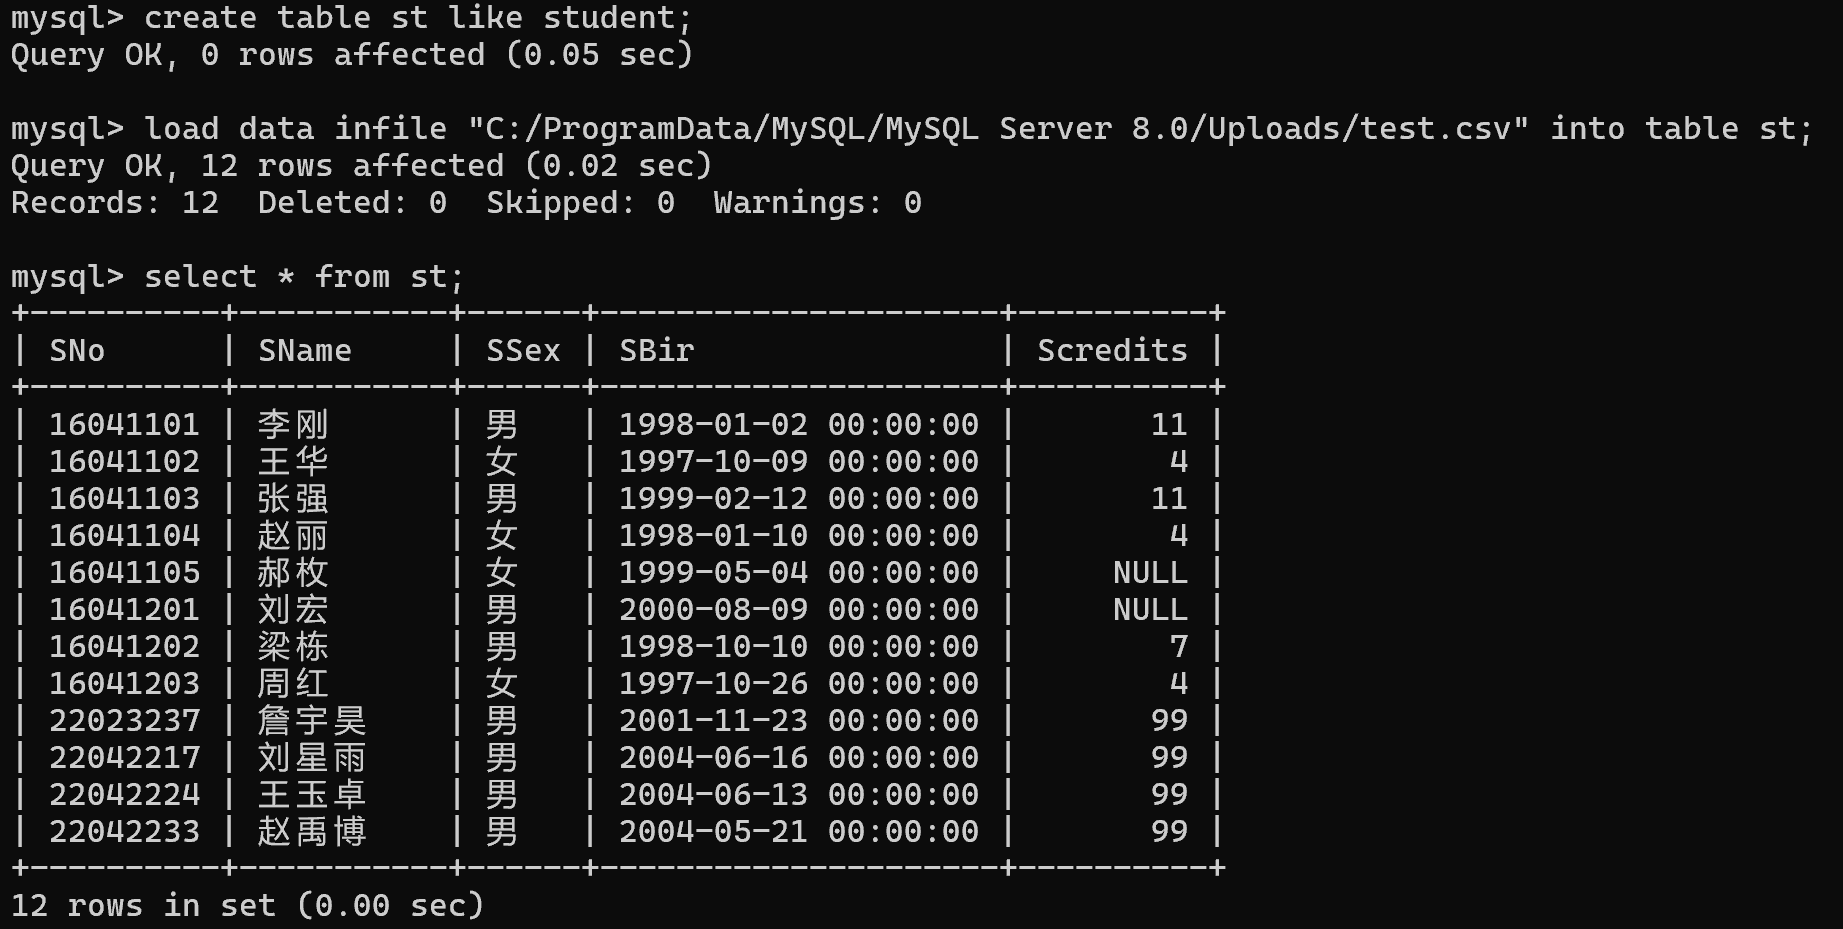 mysql> create table st like student;
Query OK, 0 rows affected (0.05 sec)
mysql> load data infile "C:/ProgramData/MySQL/MySQL Server 8.0/Uploads/test.csv" into table st;
Query OK, 12 rows affected (0.02 sec)
Records: 12  Deleted: 0  Skipped: 0  Warnings: 0
mysql> select * from st;
+----------+-----------+------+---------------------+----------+
| SNo      | SName     | SSex | SBir                | Scredits |
+----------+-----------+------+---------------------+----------+
| 16041101 | 李刚      | 男   | 1998-01-02 00:00:00 |       11 |
| 16041102 | 王华      | 女   | 1997-10-09 00:00:00 |        4 |
| 16041103 | 张强      | 男   | 1999-02-12 00:00:00 |       11 |
| 16041104 | 赵丽      | 女   | 1998-01-10 00:00:00 |        4 |
| 16041105 | 郝枚      | 女   | 1999-05-04 00:00:00 |     NULL |
| 16041201 | 刘宏      | 男   | 2000-08-09 00:00:00 |     NULL |
| 16041202 | 梁栋      | 男   | 1998-10-10 00:00:00 |        7 |
| 16041203 | 周红      | 女   | 1997-10-26 00:00:00 |        4 |
| 22023237 | 詹宇昊    | 男   | 2001-11-23 00:00:00 |       99 |
| 22042217 | 刘星雨    | 男   | 2004-06-16 00:00:00 |       99 |
| 22042224 | 王玉卓    | 男   | 2004-06-13 00:00:00 |       99 |
| 22042233 | 赵禹博    | 男   | 2004-05-21 00:00:00 |       99 |
+----------+-----------+------+---------------------+----------+
12 rows in set (0.00 sec)